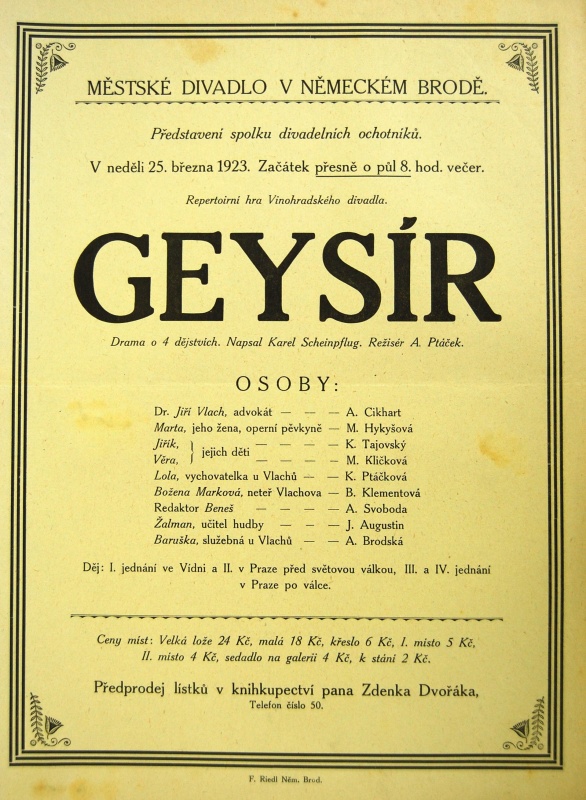 MĚSTSKÉ DIVADLO V NĚMECKÉM BRODĚ.
Představení spolku divadelních ochotníků.
V neděli 25. března 1923. Začátek přesně o půl 8. hod. večer.
Repertoirní hra Vinohradského divadla.
GEYSÍR
Drama o 4 dějstvích. Napsal Karel Scheinpflug. Režisér A. Ptáček.
OSOBY:
Dr. Jiří Vlach, advokát — — — A. Cikhart
Marta, jeho žena, operní pěvkyně — M. Hykyšová
Jiřík, } jejich děti — — — — K. Tajovský
Věra, — — — — M. Kličková
Lola, vychovatelka u Vlachů — — K. Ptáčková
Božena Marková, neteř Vlachova — B. Klementová
Redaktor Beneš — — — — A. Svoboda
Žalman, učitel hudby — — — J. Augustin
Baruška, služebná u Vlachů — — A. Brodská
Děj: I. jednání ve Vídni a II. v Praze před světovou válkou, III. a IV. jednání
v Praze po válce.
Ceny míst: Velká lože 24 Kč, malá 18 Kč, křeslo 6 Kč, I. místo 5 Kč,
II. místo 4 Kč, sedadlo na galerii 4 Kč, k stání 2 Kč.
Předprodej lístků v knihkupectví pana Zdenka Dvořáka,
Telefon číslo 50.
F. Riedl Něm. Brod.